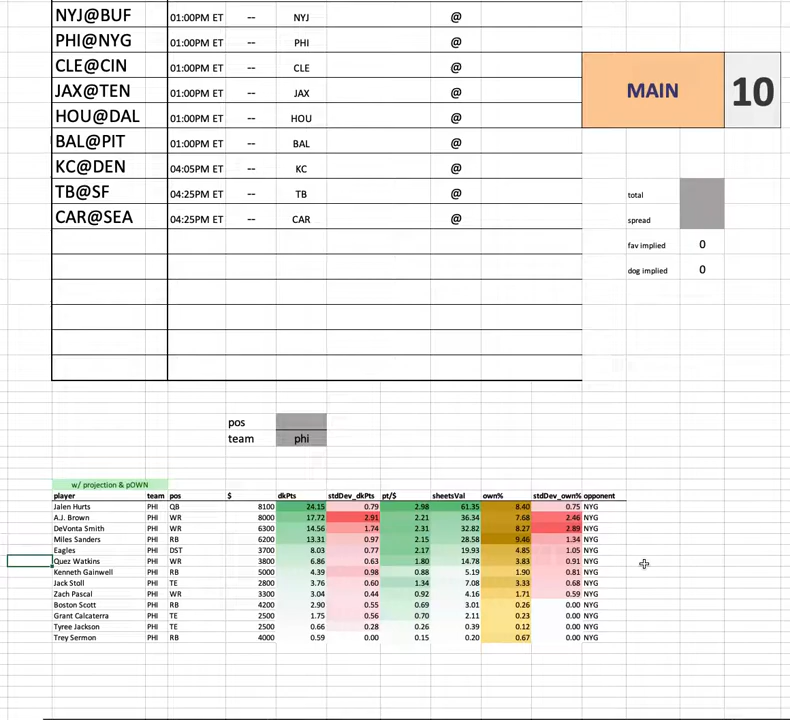 NYJ@BUF 01:00PM ET -- NYJ @
PHI@NYG 01:00PM ET -- PHI @
CLE@CIN 01:00PM ET -- CLE @
JAX@TEN 01:00PM ET -- JAX @
MAIN 10
HOU@DAL 01:00PM ET -- HOU @
BAL@PIT 01:00PM ET -- BAL @
KC@DEN 04:05PM ET -- KC @
TB@SF 04:25PM ET -- TB @
total
CAR@SEA 04:25PM ET -- CAR @
spread
fav implied 0
dog implied 0
pos
team phi
w/ projection & pOWN
player team pos $ dkPts stdDev_dkPts pt/$ sheetsVal own% stdDev_own% opponent
Jalen Hurts PHI QB 8100 24.15 0.79 2.98 61.35 8.40 0.75 NYG
A.J. Brown PHI WR 8000 17.72 2.91 2.21 36.34 7.68 2.46 NYG
DeVonta Smith PHI WR 6300 14.56 1.74 2.31 32.82 8.27 2.89 NYG
Miles Sanders PHI RB 6200 13.31 0.97 2.15 28.58 9.46 1.34 NYG
Eagles PHI DST 3700 8.03 0.77 2.17 19.93 4.85 1.05 NYG
Quez Watkins PHI WR 3800 6.86 0.62 1.80 14.78 3.83 0.91 NYG
Kenneth Gainwell PHI RB 5000 4.39 0.98 0.88 5.19 1.90 0.81 NYG
Jack Stoll PHI TE 2800 3.76 0.60 1.34 7.08 3.33 0.68 NYG
Zach Pascal PHI WR 3300 3.04 0.44 0.92 4.16 1.71 0.59 NYG
Boston Scott PHI RB 4200 2.90 0.55 0.69 3.01 0.26 0.00 NYG
Grant Calcaterra PHI TE 2500 1.75 0.56 0.70 2.11 0.23 0.00 NYG
Tyree Jackson PHI TE 2500 0.66 0.28 0.26 0.39 0.12 0.00 NYG
Trey Sermon PHI RB 4000 0.59 0.00 0.15 0.20 0.67 0.00 NYG